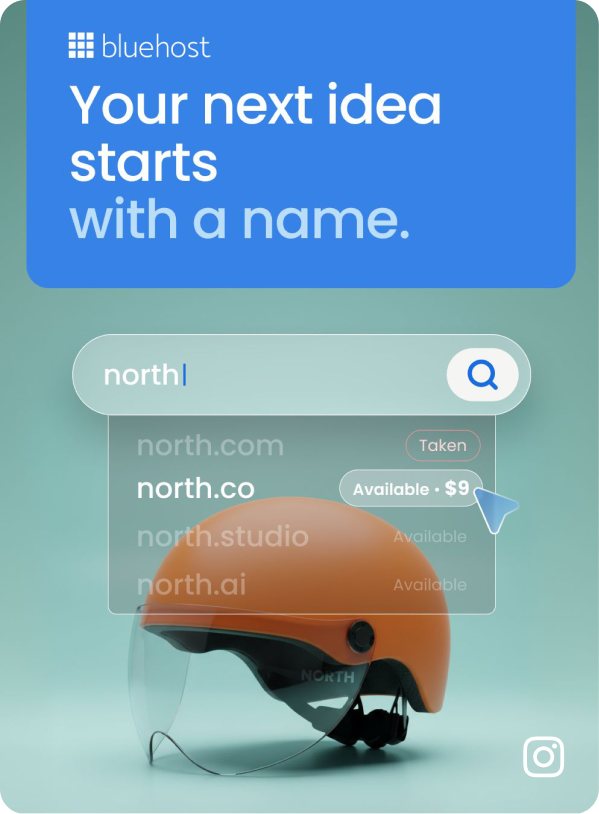 bluehost
Your next idea
starts
with a name.
north
north.com Taken
north.co Available • $9
north.studio Available
north.ai Available
NORTH